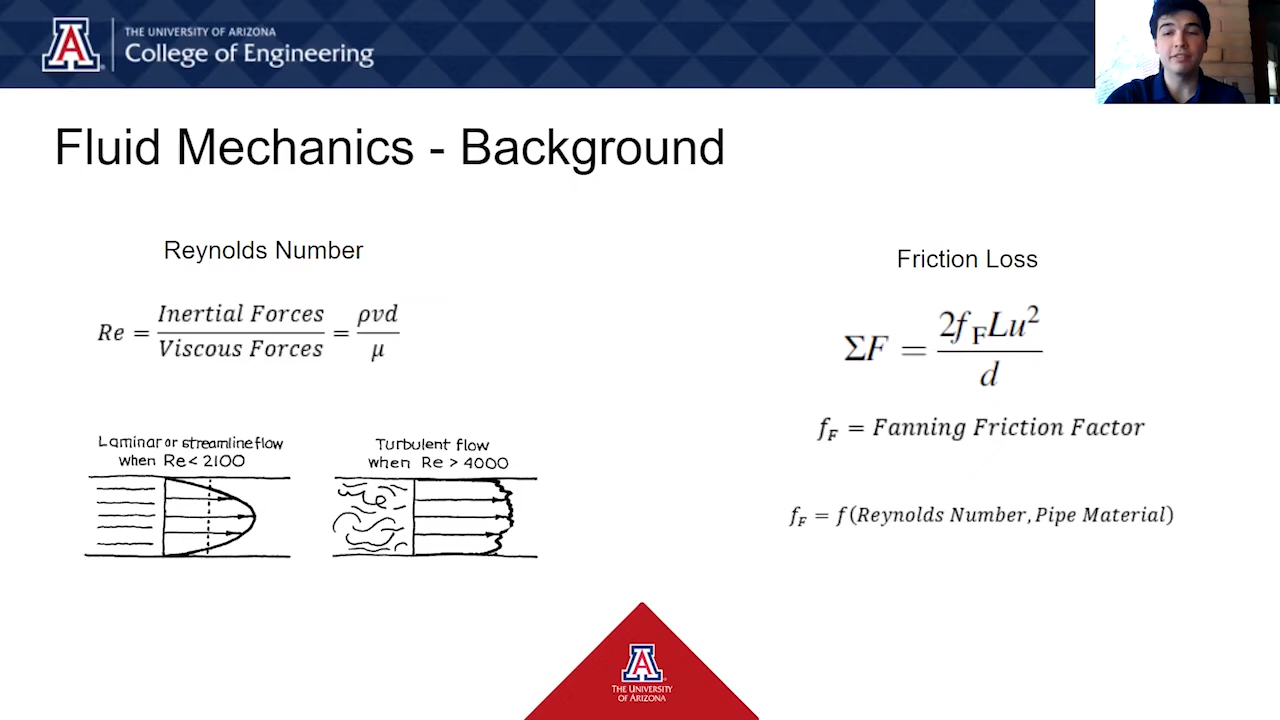 THE UNIVERSITY OF ARIZONA
College of Engineering
Fluid Mechanics - Background
Reynolds Number
Re = Inertial Forces / Viscous Forces = ρvd / μ
Laminar or streamline flow
when Re < 2100
Turbulent flow
when Re > 4000
Friction Loss
ΣF = 2f_F Lu² / d
f_F = Fanning Friction Factor
f_F = f(Reynolds Number, Pipe Material)
THE UNIVERSITY
OF ARIZONA